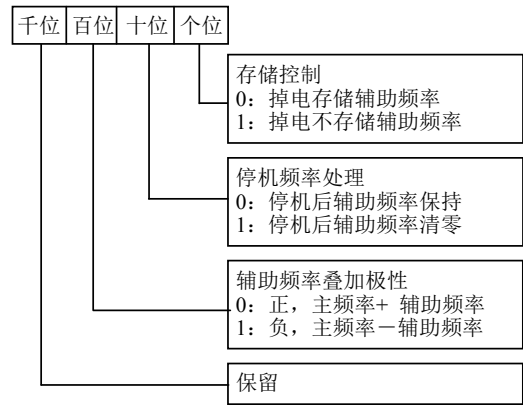 千位 百位 十位 个位
存储控制
0：掉电存储辅助频率
1：掉电不存储辅助频率
停机频率处理
0：停机后辅助频率保持
1：停机后辅助频率清零
辅助频率叠加极性
0：正，主频率+ 辅助频率
1：负，主频率－辅助频率
保留